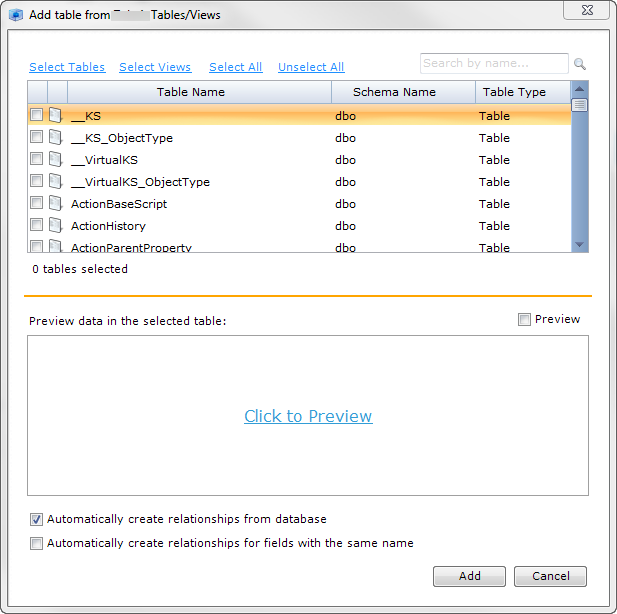 Add table from Tables/Views
Select Tables Select Views Select All Unselect All Search by name...
Table Name Schema Name Table Type
__KS dbo Table
__KS_ObjectType dbo Table
__VirtualKS dbo Table
__VirtualKS_ObjectType dbo Table
ActionBaseScript dbo Table
ActionHistory dbo Table
ActionParentProperty dbo Table
0 tables selected
Preview data in the selected table: Preview
Click to Preview
Automatically create relationships from database
Automatically create relationships for fields with the same name
Add Cancel